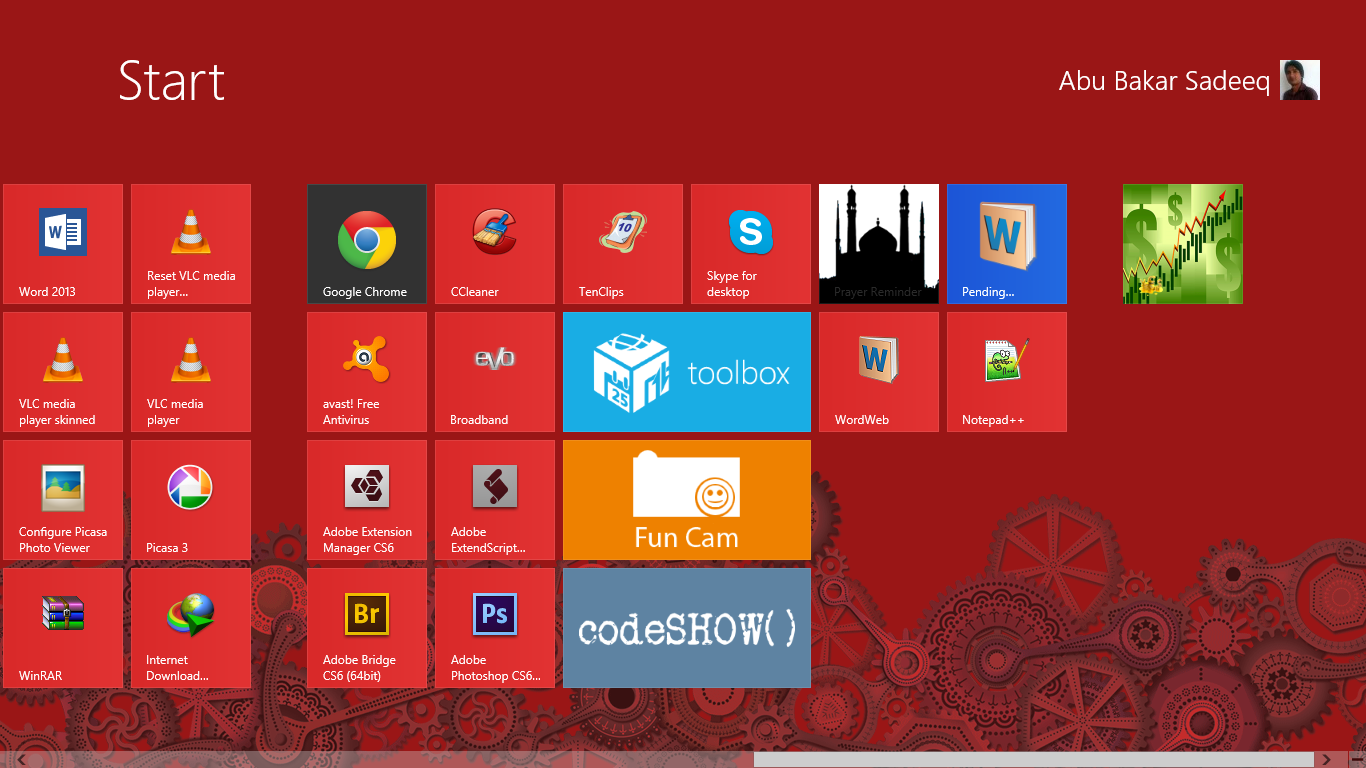 Start
Abu Bakar Sadeeq
W
Word 2013
Reset VLC media
player...
Google Chrome
CCleaner
10
TenClips
S
Skype for
desktop
Prayer Reminder
W
Pending...
$
$
$
VLC media
player skinned
VLC media
player
a
avast! Free
Antivirus
evo
Broadband
25
toolbox
W
WordWeb
Notepad++
Configure Picasa
Photo Viewer
Picasa 3
Adobe Extension
Manager CS6
Adobe
ExtendScript...
Fun Cam
WinRAR
Internet
Download...
Br
Adobe Bridge
CS6 (64bit)
Ps
Adobe
Photoshop CS6...
codeSHOW()